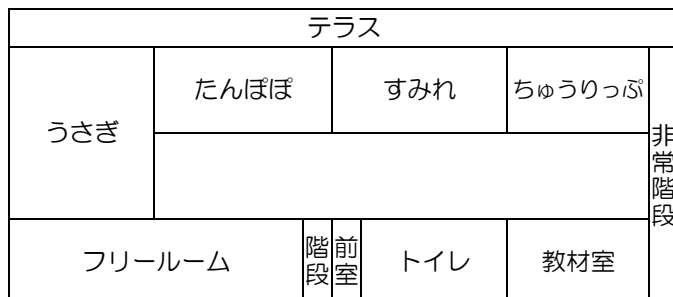 テラス
うさぎ
たんぽぽ
すみれ
ちゅうりっぷ
非常階段
フリールーム
階段
前室
トイレ
教材室